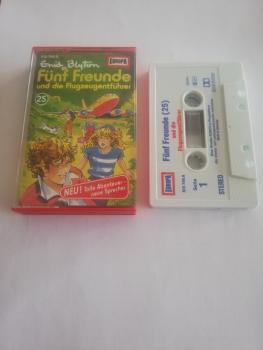 Enid Blyton
EUROPA
Fünf Freunde
und die Flugzeugentführer
25
NEU! Tolle Abenteuer -
neue Sprecher
EUROPA
Fünf Freunde (25)
und die
Flugzeugentführer
Seite
1
STEREO